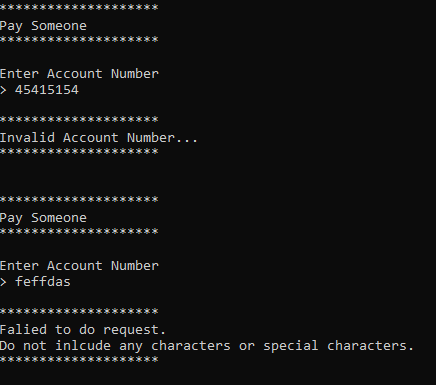 ********************
Pay Someone
********************
Enter Account Number
> 45415154
********************
Invalid Account Number...
********************
********************
Pay Someone
********************
Enter Account Number
> feffdas
********************
Falied to do request.
Do not inlcude any characters or special characters.
********************